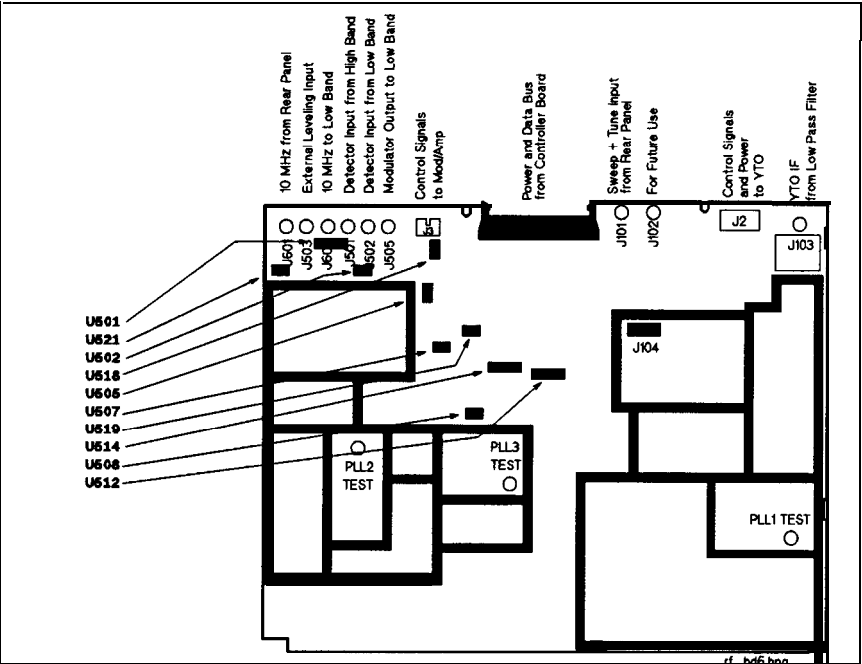 10 MHz from Rear Panel
External Leveling Input
10 MHz to Low Band
Detector Input from High Band
Detector Input from Low Band
Modulator Output to Low Band
Control Signals
to Mod/Amp
Power and Data Bus
from Controller Board
Sweep + Tune Input
from Rear Panel
For Future Use
Control Signals
and Power
to YTO
YTO IF
from Low Pass Filter
J601
J503
J501
J502
J505
J101
J102
J2
J103
U501
U521
U502
U518
U505
U507
U519
U514
U508
U512
J104
PLL2
TEST
PLL3
TEST
PLL1 TEST